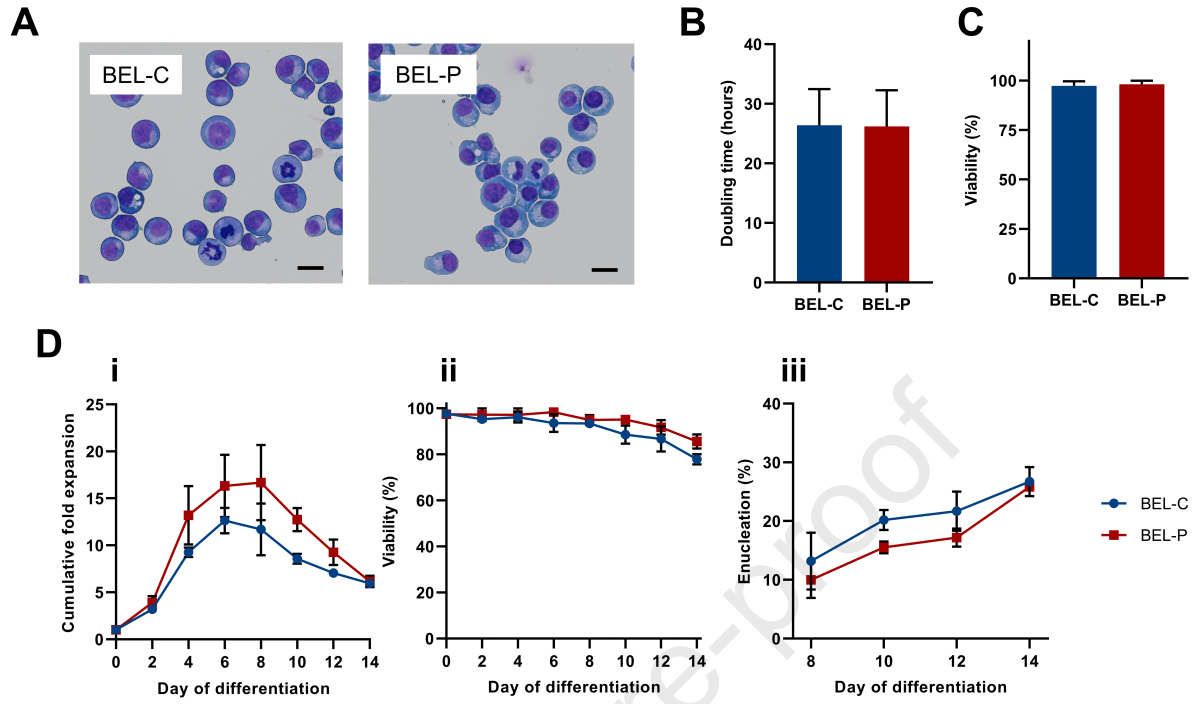 A
BEL-C
BEL-P
B
Doubling time (hours)
40
30
20
10
0
BEL-C BEL-P
C
Viability (%)
100
75
50
25
0
BEL-C BEL-P
D
i
Cumulative fold expansion
25
20
15
10
5
0
0 2 4 6 8 10 12 14
Day of differentiation
ii
Viability (%)
100
80
60
40
20
0
0 2 4 6 8 10 12 14
Day of differentiation
iii
Enucleation (%)
40
30
20
10
0
8 10 12 14
Day of differentiation
BEL-C
BEL-P
re-proof